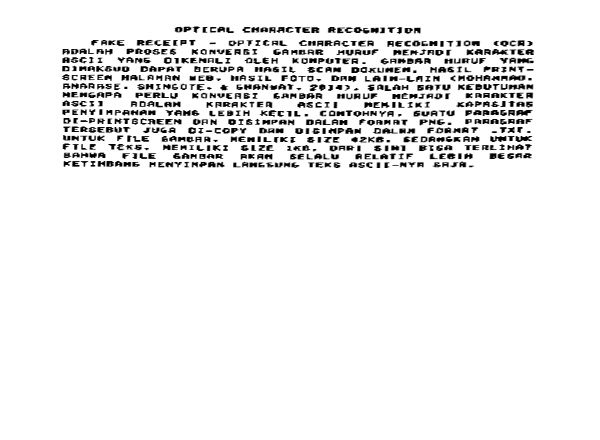 OPTICAL CHARACTER RECOGNITION
FAKE RECEIPT - OPTICAL CHARACTER RECOGNITION (OCR)
ADALAH PROSES KONVERSI GAMBAR HURUF MENJADI KARAKTER
ASCII YANG DIKENALI OLEH KOMPUTER. GAMBAR HURUF YANG
DIMAKSUD DAPAT BERUPA HASIL SCAN DOKUMEN, HASIL PRINT-
SCREEN HALAMAN WEB, HASIL FOTO, DAN LAIN-LAIN (MOHAMMAD,
ANARASE, SHINGOTE, & GHANWAT, 2014). SALAH SATU KEBUTUHAN
MENGAPA PERLU KONVERSI GAMBAR HURUF MENJADI KARAKTER
ASCII ADALAH KARAKTER ASCII MEMILIKI KAPASITAS
PENYIMPANAN YANG LEBIH KECIL. CONTOHNYA, SUATU PARAGRAF
DI-PRINTSCREEN DAN DISIMPAN DALAM FORMAT PNG. PARAGRAF
TERSEBUT JUGA DI-COPY DAN DISIMPAN DALAM FORMAT .TXT.
UNTUK FILE GAMBAR, MEMILIKI SIZE 42KB. SEDANGKAN UNTUK
FILE TEKS, MEMILIKI SIZE 1KB. DARI SINI BISA TERLIHAT
BAHWA FILE GAMBAR AKAN SELALU RELATIF LEBIH BESAR
KETIMBANG MENYIMPAN LANGSUNG TEKS ASCII-NYA SAJA.